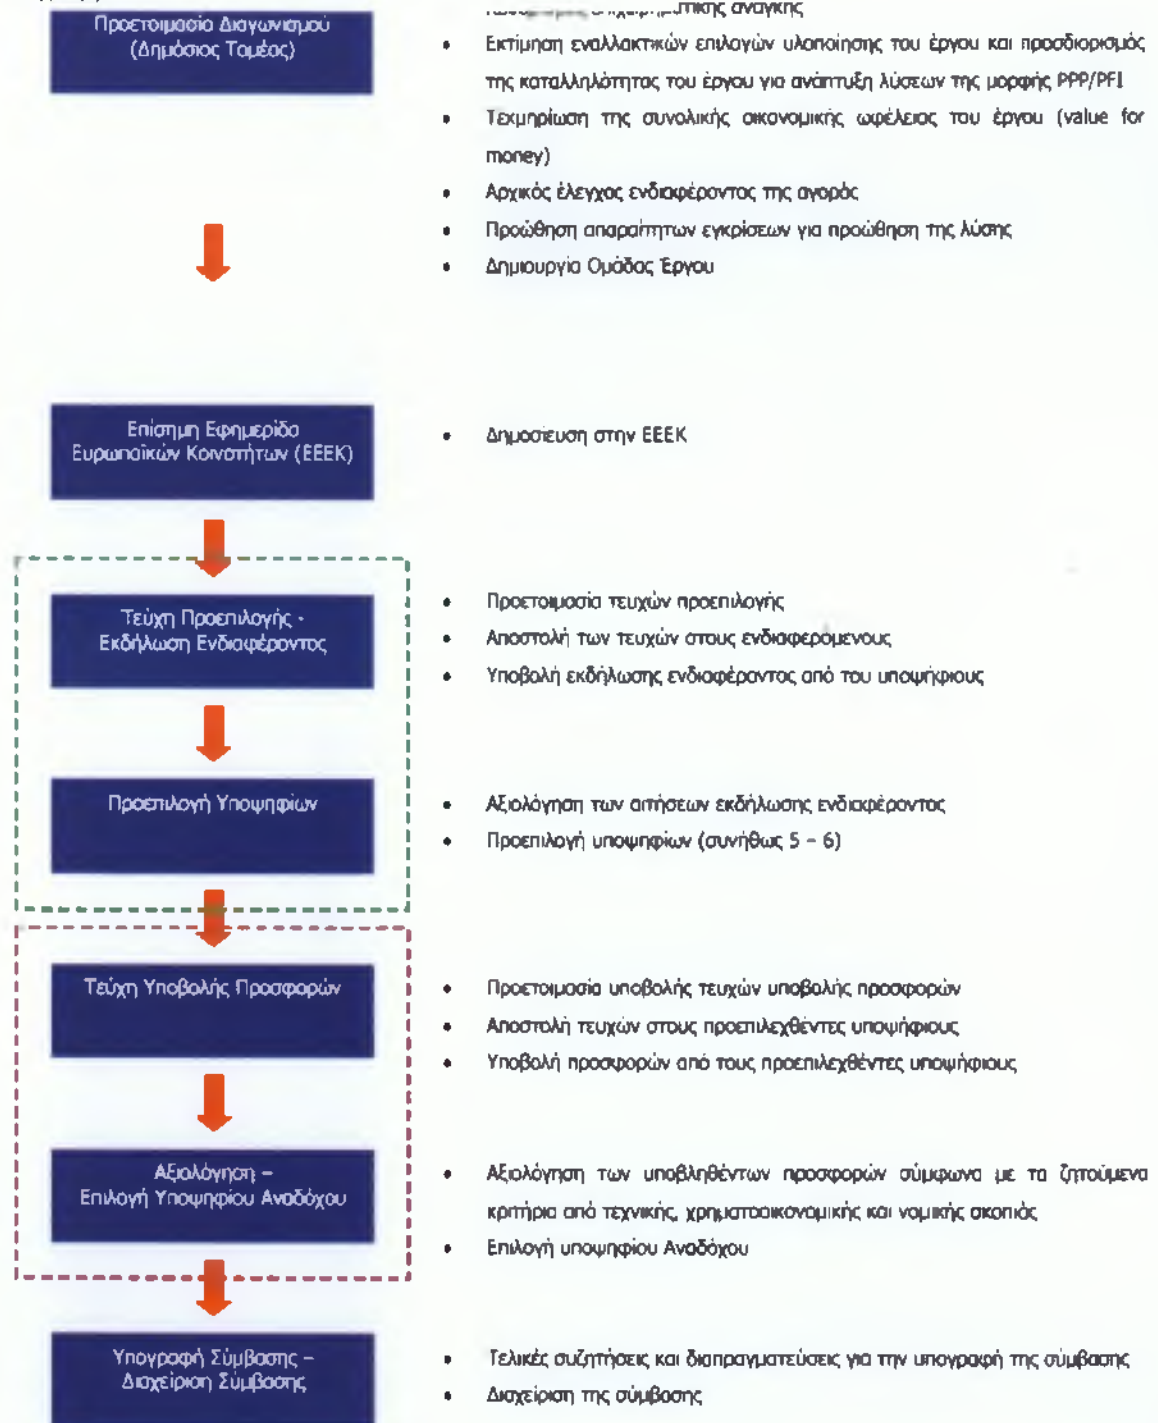 Προετοιμασία Διαγωνισμού
(Δημόσιος Τομέας)
ανάγκης
• Εκτίμηση εναλλακτικών επιλογών υλοποίησης του έργου και προσδιορισμός
της καταλληλότητας του έργου για ανάπτυξη λύσεων της μορφής PPP/PFI
• Τεκμηρίωση της συνολικής οικονομικής ωφέλειας του έργου (value for
money)
• Αρχικός έλεγχος ενδιαφέροντος της αγοράς
• Προώθηση απαραίτητων εγκρίσεων για προώθηση της λύσης
• Δημιουργία Ομάδας Έργου
Επίσημη Εφημερίδα
Ευρωπαϊκών Κοινοτήτων (ΕΕΕΚ)
• Δημοσίευση στην ΕΕΕΚ
Τεύχη Προεπιλογής -
Εκδήλωση Ενδιαφέροντος
• Προετοιμασία τευχών προεπιλογής
• Αποστολή των τευχών στους ενδιαφερόμενους
• Υποβολή εκδήλωσης ενδιαφέροντος από του υποψήφιους
Προεπιλογή Υποψηφίων
• Αξιολόγηση των αιτήσεων εκδήλωσης ενδιαφέροντος
• Προεπιλογή υποψηφίων (συνήθως 5 – 6)
Τεύχη Υποβολής Προσφορών
• Προετοιμασία υποβολής τευχών υποβολής προσφορών
• Αποστολή τευχών στους προεπιλεχθέντες υποψήφιους
• Υποβολή προσφορών από τους προεπιλεχθέντες υποψήφιους
Αξιολόγηση –
Επιλογή Υποψηφίου Αναδόχου
• Αξιολόγηση των υποβληθέντων προσφορών σύμφωνα με τα ζητούμενα
κριτήρια από τεχνικής, χρηματοοικονομικής και νομικής σκοπιάς
• Επιλογή υποψηφίου Αναδόχου
Υπογραφή Σύμβασης –
Διαχείριση Σύμβασης
• Τελικές συζητήσεις και διαπραγματεύσεις για την υπογραφή της σύμβασης
• Διαχείριση της σύμβασης